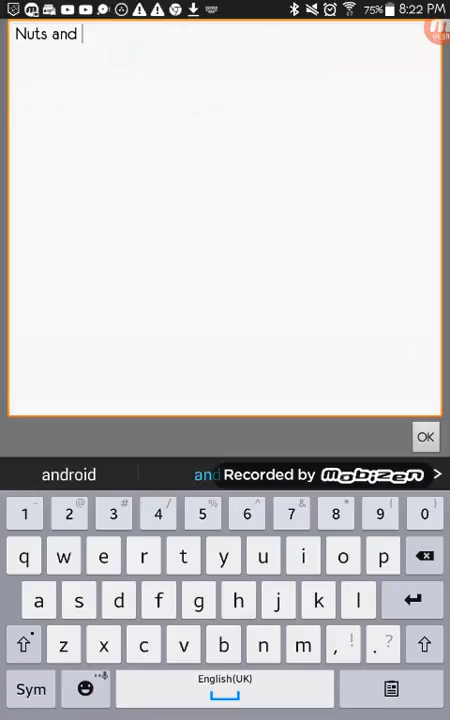 75% 8:22 PM
Nuts and
OK
android
and
Recorded by mobizen >
1 2 3 4 5 6 7 8 9 0
- @ # / % ^ & * ( )
q w e r t y u i o p
a s d f g h j k l
z x c v b n m , ! . ?
Sym
English(UK)